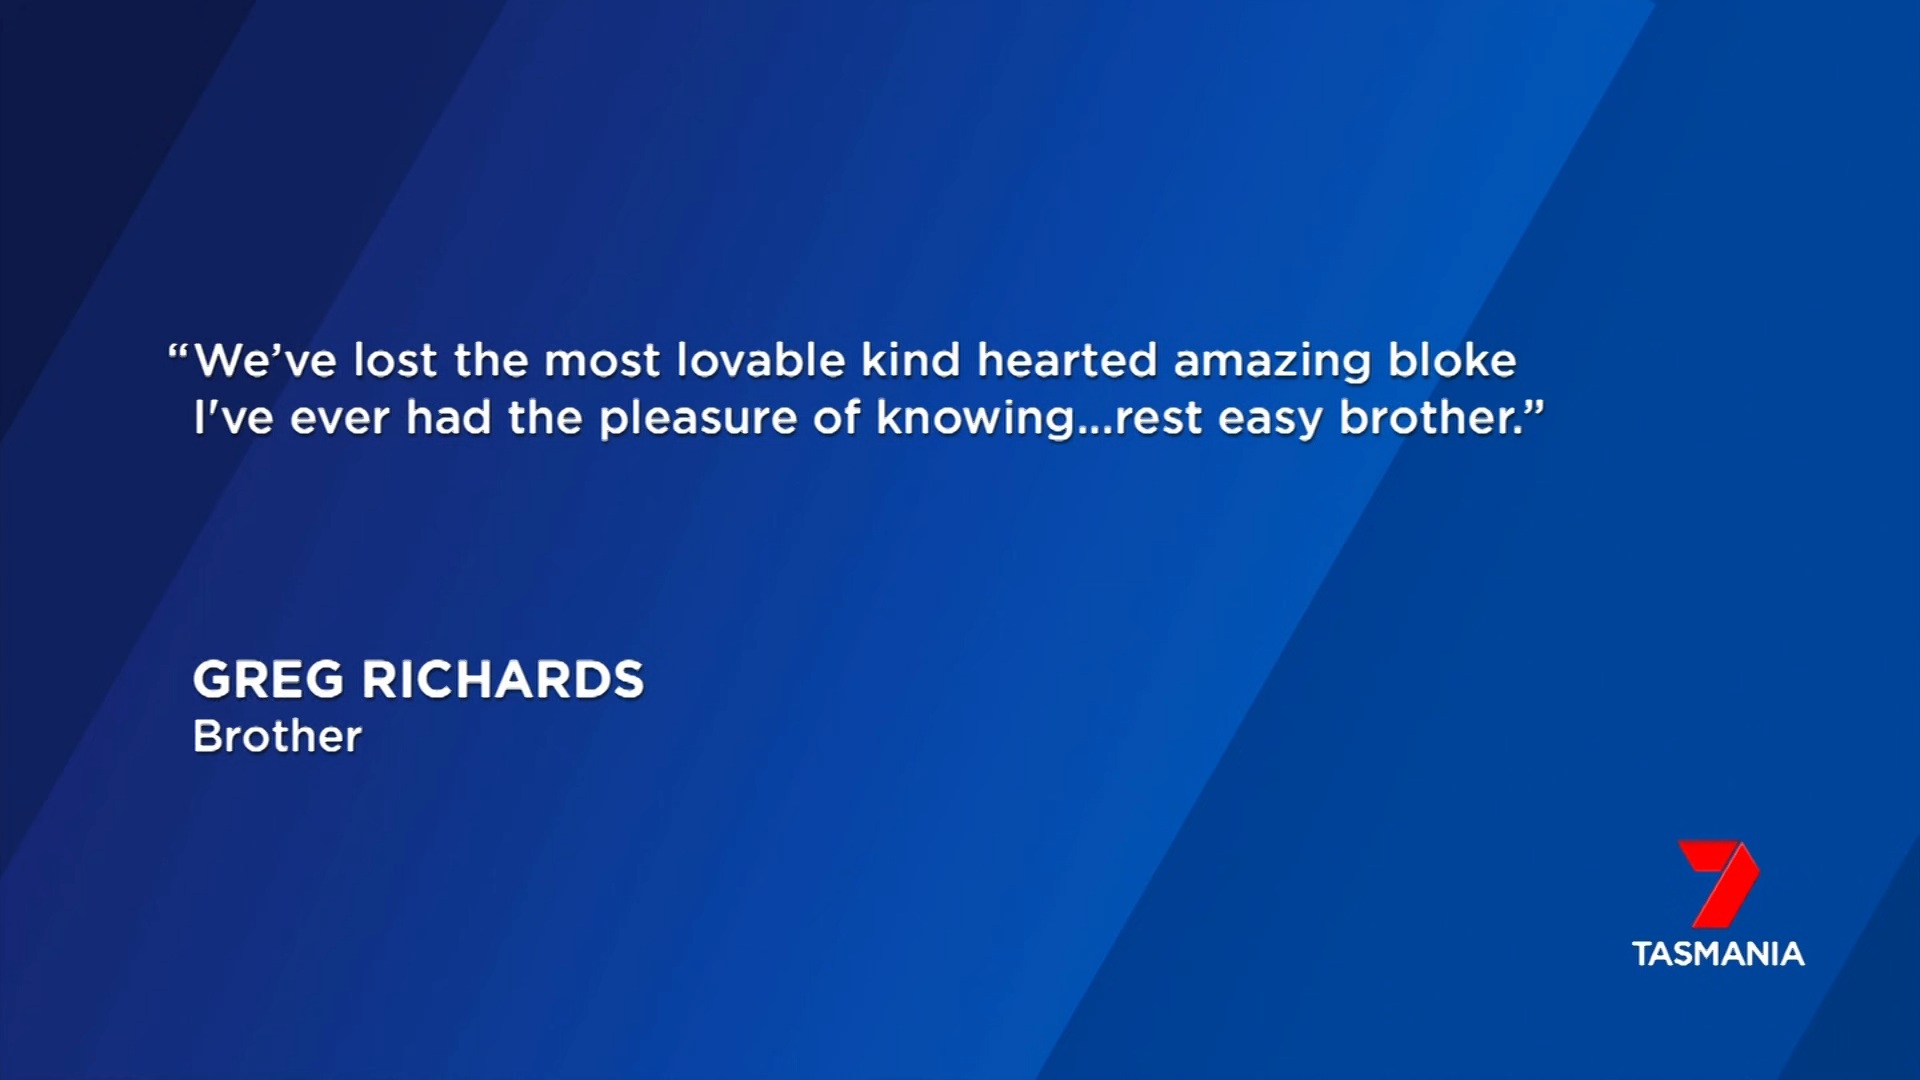 “We’ve lost the most lovable kind hearted amazing bloke
I've ever had the pleasure of knowing...rest easy brother.”
GREG RICHARDS
Brother
7
TASMANIA